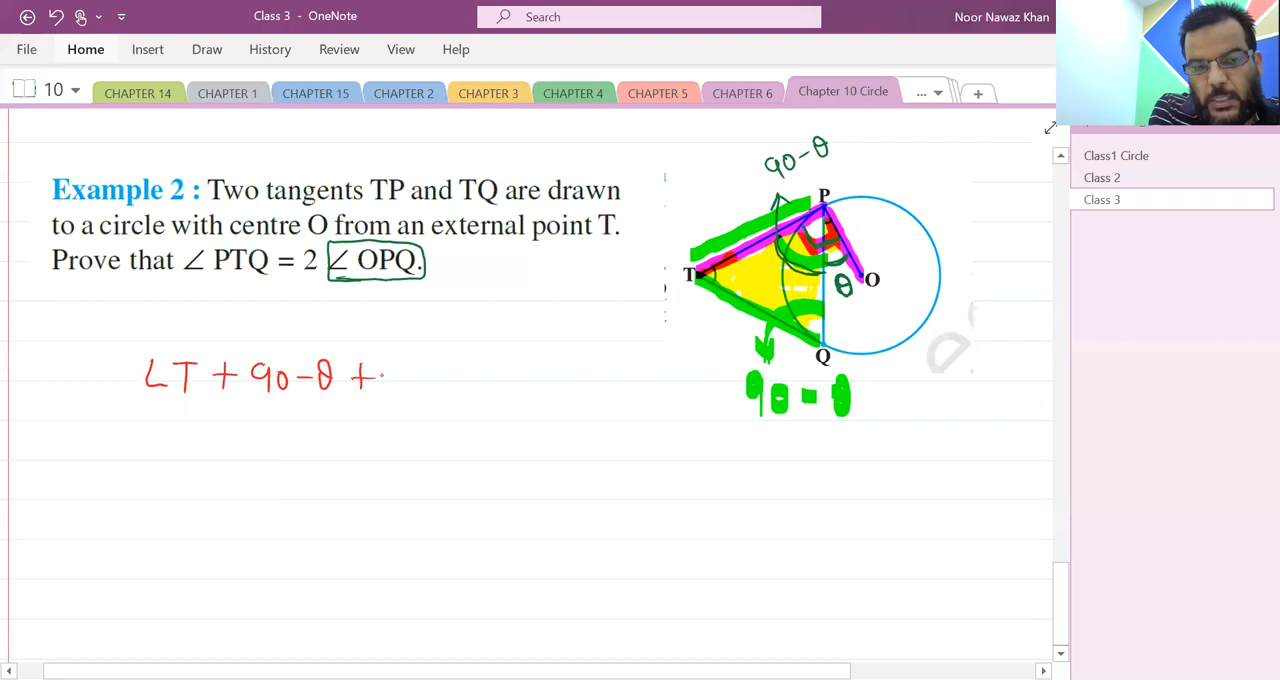 Class 3 - OneNote
Search
Noor Nawaz Khan
File Home Insert Draw History Review View Help
10 CHAPTER 14 CHAPTER 1 CHAPTER 15 CHAPTER 2 CHAPTER 3 CHAPTER 4 CHAPTER 5 CHAPTER 6 Chapter 10 Circle ... +
Class1 Circle
Class 2
Class 3
Example 2 : Two tangents TP and TQ are drawn
to a circle with centre O from an external point T.
Prove that ∠ PTQ = 2 ∠ OPQ.
90-θ
P
T
θ
O
Q
90-θ
∠T + 90-θ +